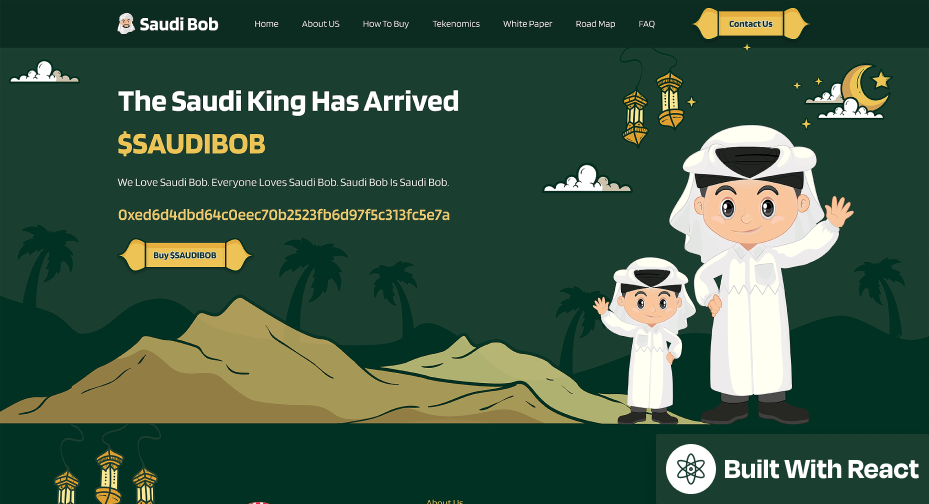 Saudi Bob
Home
About US
How To Buy
Tekenomics
White Paper
Road Map
FAQ
Contact Us
The Saudi King Has Arrived
$SAUDIBOB
We Love Saudi Bob. Everyone Loves Saudi Bob. Saudi Bob Is Saudi Bob.
0xed6d4dbd64c0eec70b2523fb6d97f5c313fc5e7a
Buy $SAUDIBOB
About Us
Built With React